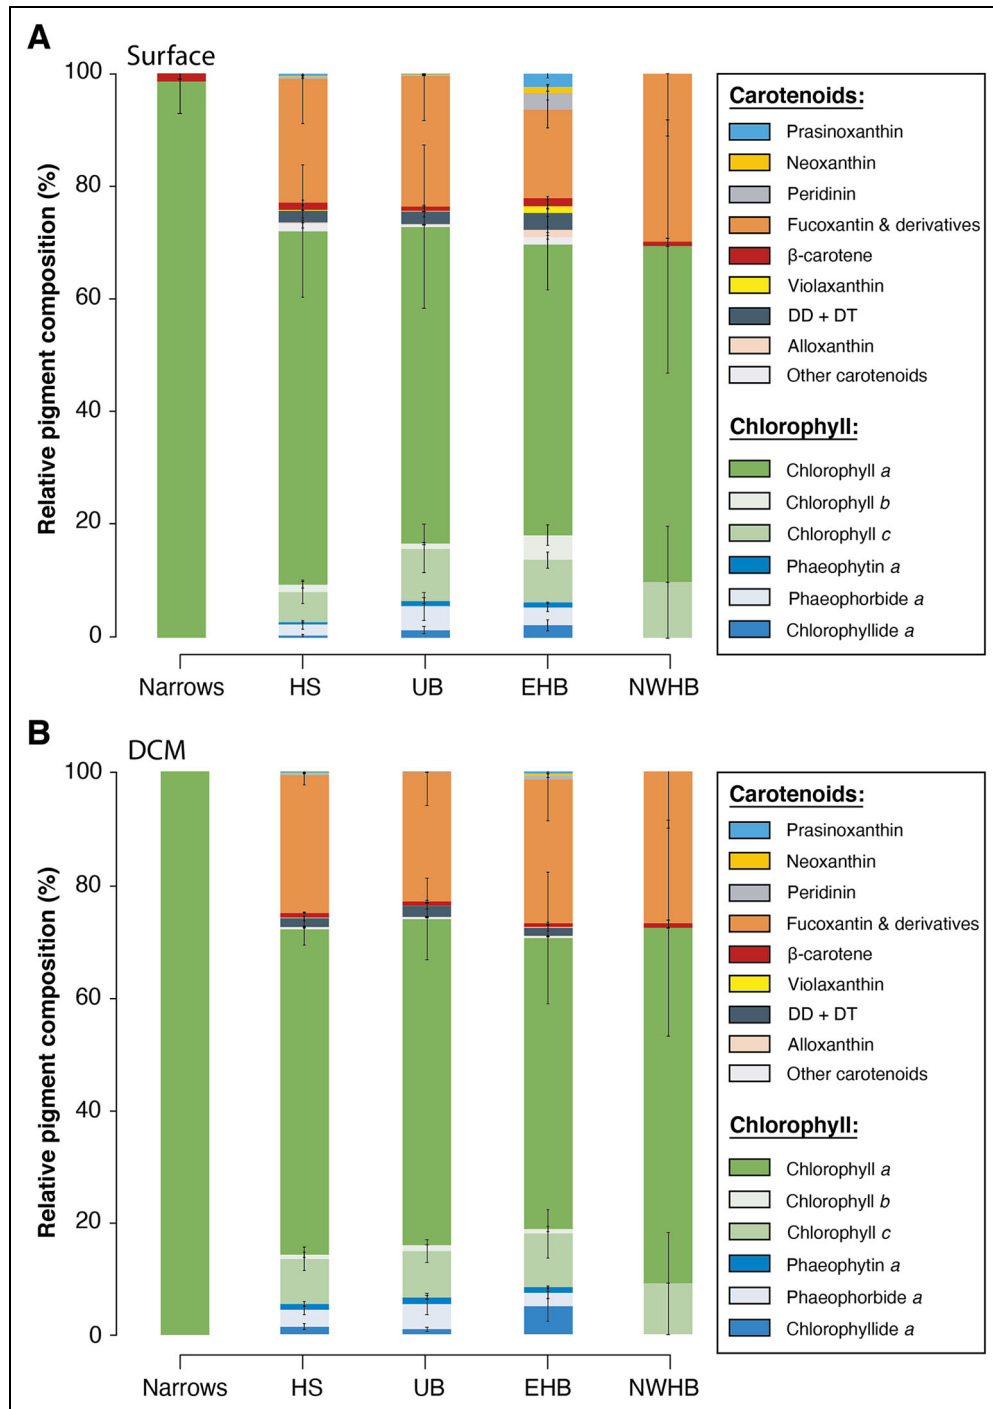 A
Surface
100
80
60
40
20
0
Relative pigment composition (%)
Narrows
HS
UB
EHB
NWHB
Carotenoids:
Prasinoxanthin
Neoxanthin
Peridinin
Fucoxantin & derivatives
β-carotene
Violaxanthin
DD + DT
Alloxanthin
Other carotenoids
Chlorophyll:
Chlorophyll a
Chlorophyll b
Chlorophyll c
Phaeophytin a
Phaeophorbide a
Chlorophyllide a
B
DCM
100
80
60
40
20
0
Relative pigment composition (%)
Narrows
HS
UB
EHB
NWHB
Carotenoids:
Prasinoxanthin
Neoxanthin
Peridinin
Fucoxantin & derivatives
β-carotene
Violaxanthin
DD + DT
Alloxanthin
Other carotenoids
Chlorophyll:
Chlorophyll a
Chlorophyll b
Chlorophyll c
Phaeophytin a
Phaeophorbide a
Chlorophyllide a